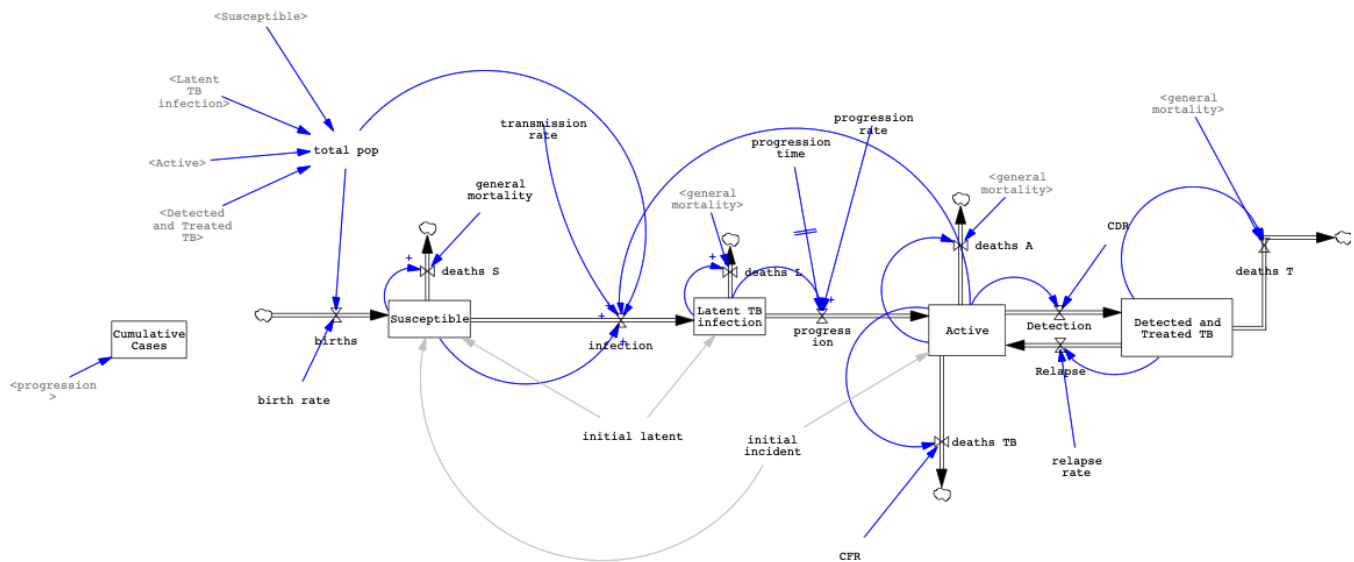 <Susceptible>
<Latent
TB
infection>
<Active>
<Detected
and Treated
TB>
total pop
transmission
rate
progression
time
progression
rate
<general
mortality>
general
mortality
<general
mortality>
<general
mortality>
CDR
+
deaths S
+
deaths L
deaths A
deaths T
Cumulative
Cases
<progression
>
births
birth rate
Susceptible
+
+
+
infection
Latent TB
infection
+
progress
ion
Active
Detection
Relapse
Detected and
Treated TB
initial latent
initial
incident
deaths TB
relapse
rate
CFR